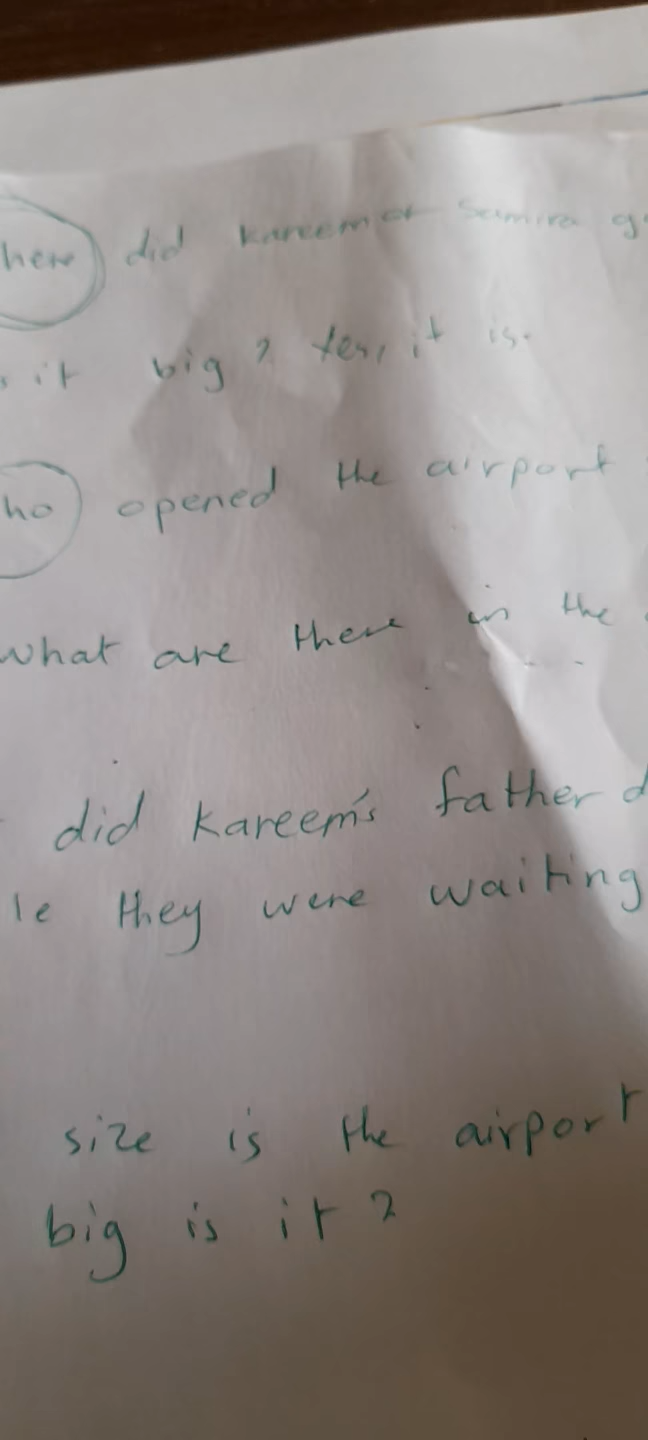 here did kareem or Samira g
s it big? Yes, it is.
ho opened the airport
what are there in the
did kareem's father d
le they were waiting
size is the airport
big is it?